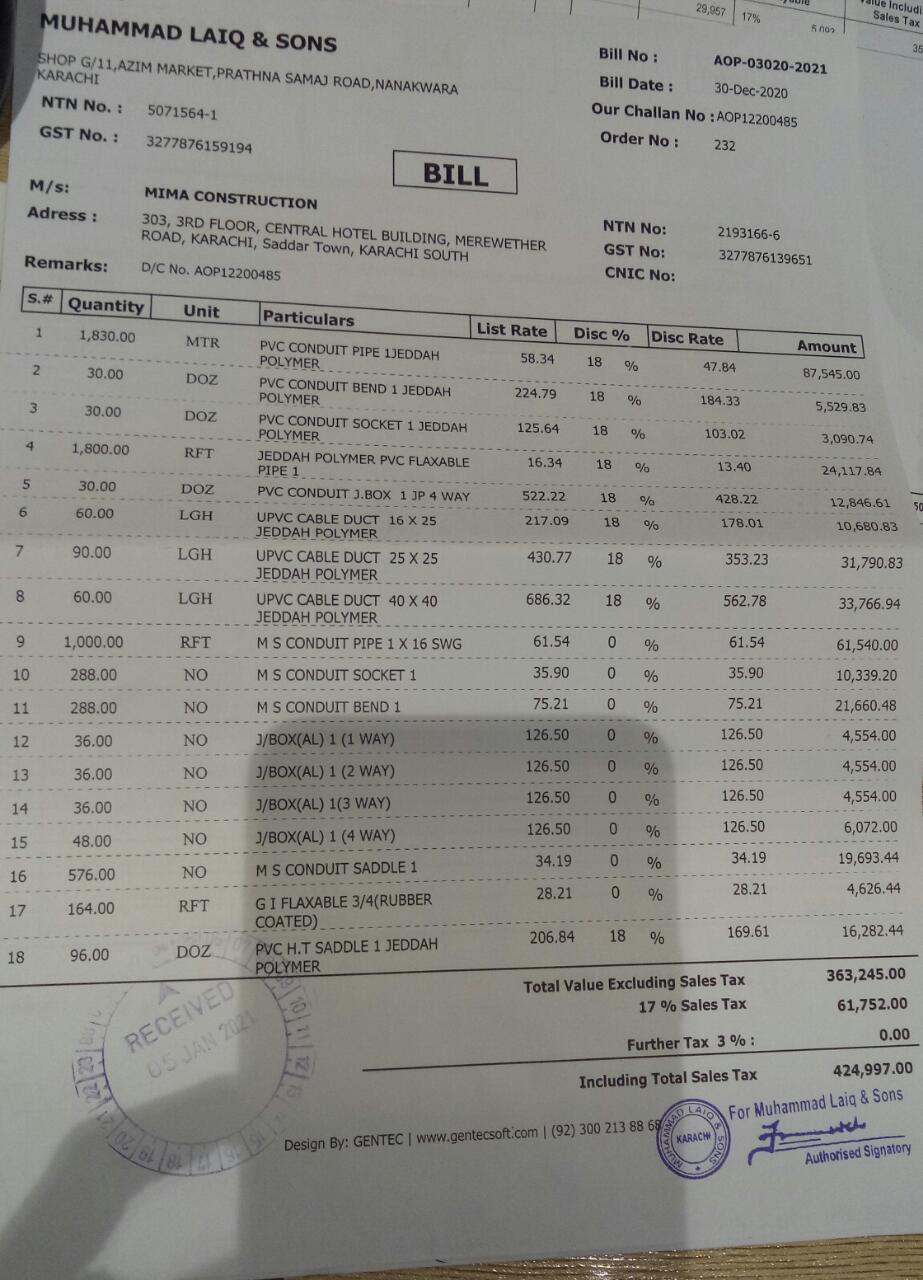 29,957 17%
Sales Tax
MUHAMMAD LAIQ & SONS
SHOP G/11,AZIM MARKET,PRATHNA SAMAJ ROAD,NANAKWARA
KARACHI
NTN No. : 5071564-1
GST No. : 3277876159194
Bill No : AOP-03020-2021
Bill Date : 30-Dec-2020
Our Challan No : AOP12200485
Order No : 232
BILL
M/s: MIMA CONSTRUCTION
Adress : 303, 3RD FLOOR, CENTRAL HOTEL BUILDING, MEREWETHER
ROAD, KARACHI, Saddar Town, KARACHI SOUTH
Remarks: D/C No. AOP12200485
NTN No: 2193166-6
GST No: 3277876139651
CNIC No:
S.# Quantity Unit Particulars List Rate Disc % Disc Rate Amount
1 1,830.00 MTR PVC CONDUIT PIPE 1JEDDAH 58.34 18 % 47.84 87,545.00
POLYMER
2 30.00 DOZ PVC CONDUIT BEND 1 JEDDAH 224.79 18 % 184.33 5,529.83
POLYMER
3 30.00 DOZ PVC CONDUIT SOCKET 1 JEDDAH 125.64 18 % 103.02 3,090.74
POLYMER
4 1,800.00 RFT JEDDAH POLYMER PVC FLAXABLE 16.34 18 % 13.40 24,117.84
PIPE 1
5 30.00 DOZ PVC CONDUIT J.BOX 1 JP 4 WAY 522.22 18 % 428.22 12,846.61
6 60.00 LGH UPVC CABLE DUCT 16 X 25 217.09 18 % 178.01 10,680.83
JEDDAH POLYMER
7 90.00 LGH UPVC CABLE DUCT 25 X 25 430.77 18 % 353.23 31,790.83
JEDDAH POLYMER
8 60.00 LGH UPVC CABLE DUCT 40 X 40 686.32 18 % 562.78 33,766.94
JEDDAH POLYMER
9 1,000.00 RFT M S CONDUIT PIPE 1 X 16 SWG 61.54 0 % 61.54 61,540.00
10 288.00 NO M S CONDUIT SOCKET 1 35.90 0 % 35.90 10,339.20
11 288.00 NO M S CONDUIT BEND 1 75.21 0 % 75.21 21,660.48
12 36.00 NO J/BOX(AL) 1 (1 WAY) 126.50 0 % 126.50 4,554.00
13 36.00 NO J/BOX(AL) 1 (2 WAY) 126.50 0 % 126.50 4,554.00
14 36.00 NO J/BOX(AL) 1(3 WAY) 126.50 0 % 126.50 4,554.00
15 48.00 NO J/BOX(AL) 1 (4 WAY) 126.50 0 % 126.50 6,072.00
16 576.00 NO M S CONDUIT SADDLE 1 34.19 0 % 34.19 19,693.44
17 164.00 RFT G I FLAXABLE 3/4(RUBBER 28.21 0 % 28.21 4,626.44
COATED)
18 96.00 DOZ PVC H.T SADDLE 1 JEDDAH 206.84 18 % 169.61 16,282.44
POLYMER
Total Value Excluding Sales Tax 363,245.00
17 % Sales Tax 61,752.00
Further Tax 3 % : 0.00
Including Total Sales Tax 424,997.00
RECEIVED
05 JAN 2021
Design By: GENTEC | www.gentecsoft.com | (92) 300 213 88 68
MUHAMMAD LAIQ & SONS
KARACHI
For Muhammad Laiq & Sons
Authorised Signatory